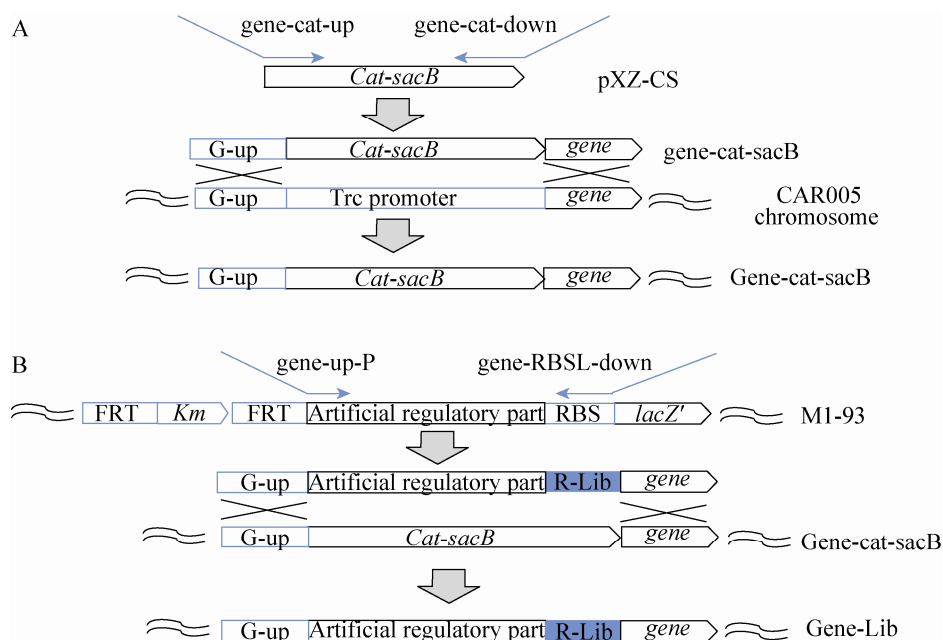 A
gene-cat-up gene-cat-down
Cat-sacB
pXZ-CS
G-up Cat-sacB gene
gene-cat-sacB
G-up Trc promoter gene
CAR005
chromosome
G-up Cat-sacB gene
Gene-cat-sacB
B
gene-up-P gene-RBSL-down
FRT Km FRT Artificial regulatory part RBS lacZ'
M1-93
G-up Artificial regulatory part R-Lib gene
G-up Cat-sacB gene
Gene-cat-sacB
G-up Artificial regulatory part R-Lib gene
Gene-Lib